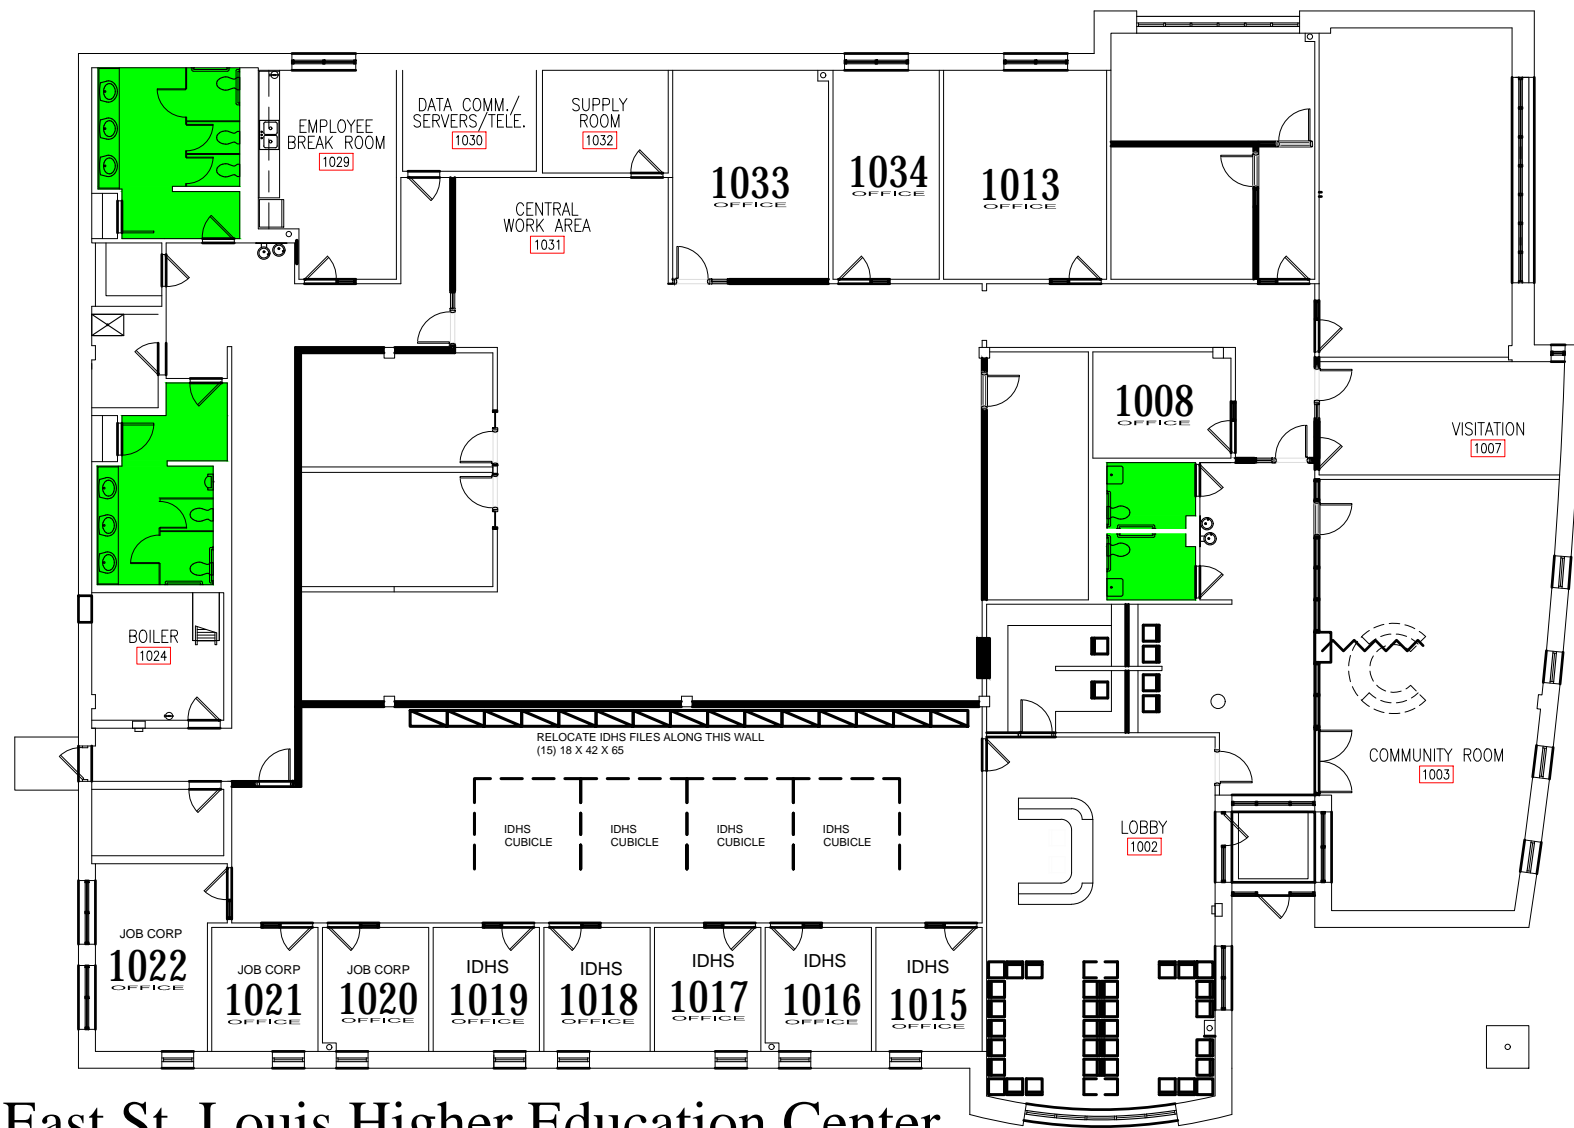 EMPLOYEE
BREAK ROOM
1029
DATA COMM./
SERVERS/TELE.
1030
SUPPLY
ROOM
1032
1033
OFFICE
1034
OFFICE
1013
OFFICE
CENTRAL
WORK AREA
1031
1008
OFFICE
VISITATION
1007
BOILER
1024
RELOCATE IDHS FILES ALONG THIS WALL
(15) 18 X 42 X 65
COMMUNITY ROOM
1003
IDHS
CUBICLE
IDHS
CUBICLE
IDHS
CUBICLE
IDHS
CUBICLE
LOBBY
1002
JOB CORP
1022
OFFICE
JOB CORP
1021
OFFICE
JOB CORP
1020
OFFICE
IDHS
1019
OFFICE
IDHS
1018
OFFICE
IDHS
1017
OFFICE
IDHS
1016
OFFICE
IDHS
1015
OFFICE
East St. Louis Higher Education Center